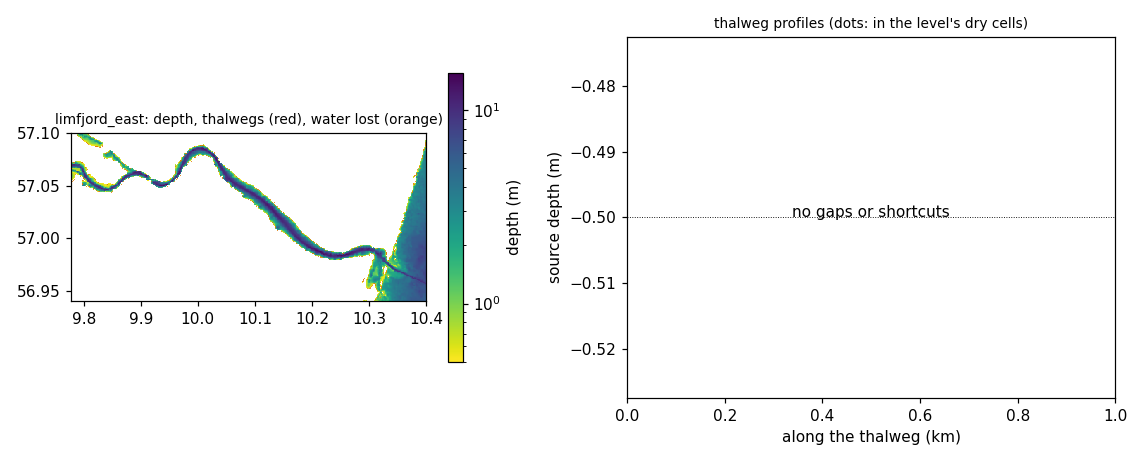 limfjord_east: depth, thalwegs (red), water lost (orange)
57.10
57.05
57.00
56.95
9.8 9.9 10.0 10.1 10.2 10.3 10.4
10¹
10⁰
depth (m)
thalweg profiles (dots: in the level's dry cells)
−0.48
−0.49
−0.50
−0.51
−0.52
source depth (m)
no gaps or shortcuts
0.0 0.2 0.4 0.6 0.8 1.0
along the thalweg (km)